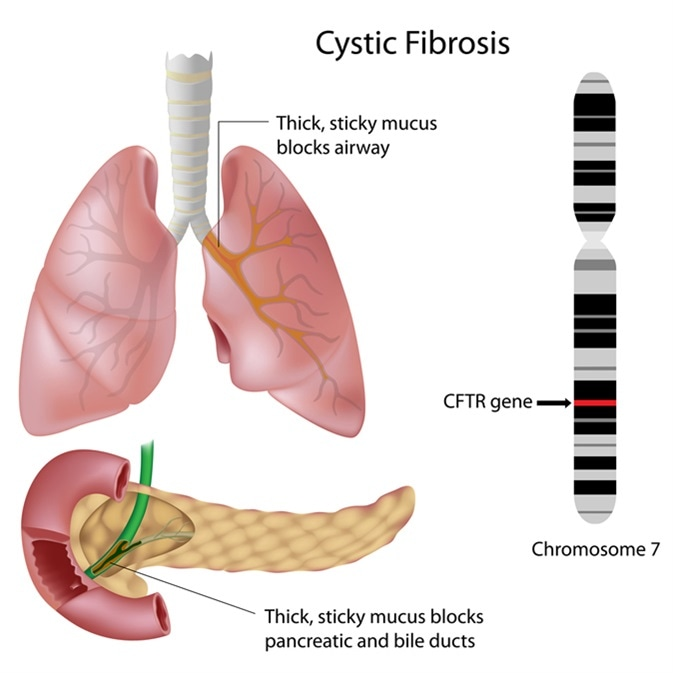 Cystic Fibrosis
Thick, sticky mucus
blocks airway
CFTR gene
Chromosome 7
Thick, sticky mucus blocks
pancreatic and bile ducts